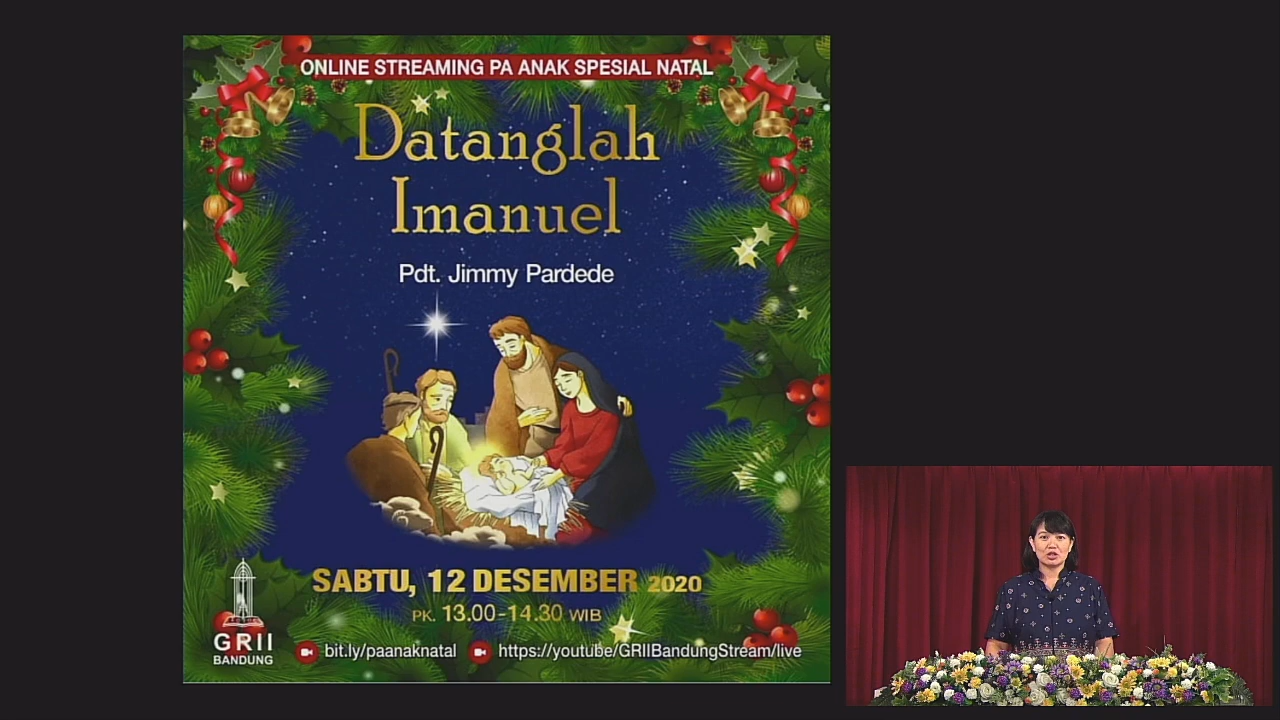 ONLINE STREAMING PA ANAK SPESIAL NATAL
Datanglah
Imanuel
Pdt. Jimmy Pardede
SABTU, 12 DESEMBER 2020
PK. 13.00-14.30 WIB
GRII
BANDUNG
bit.ly/paanaknatal
https://youtube/GRIIBandungStream/live